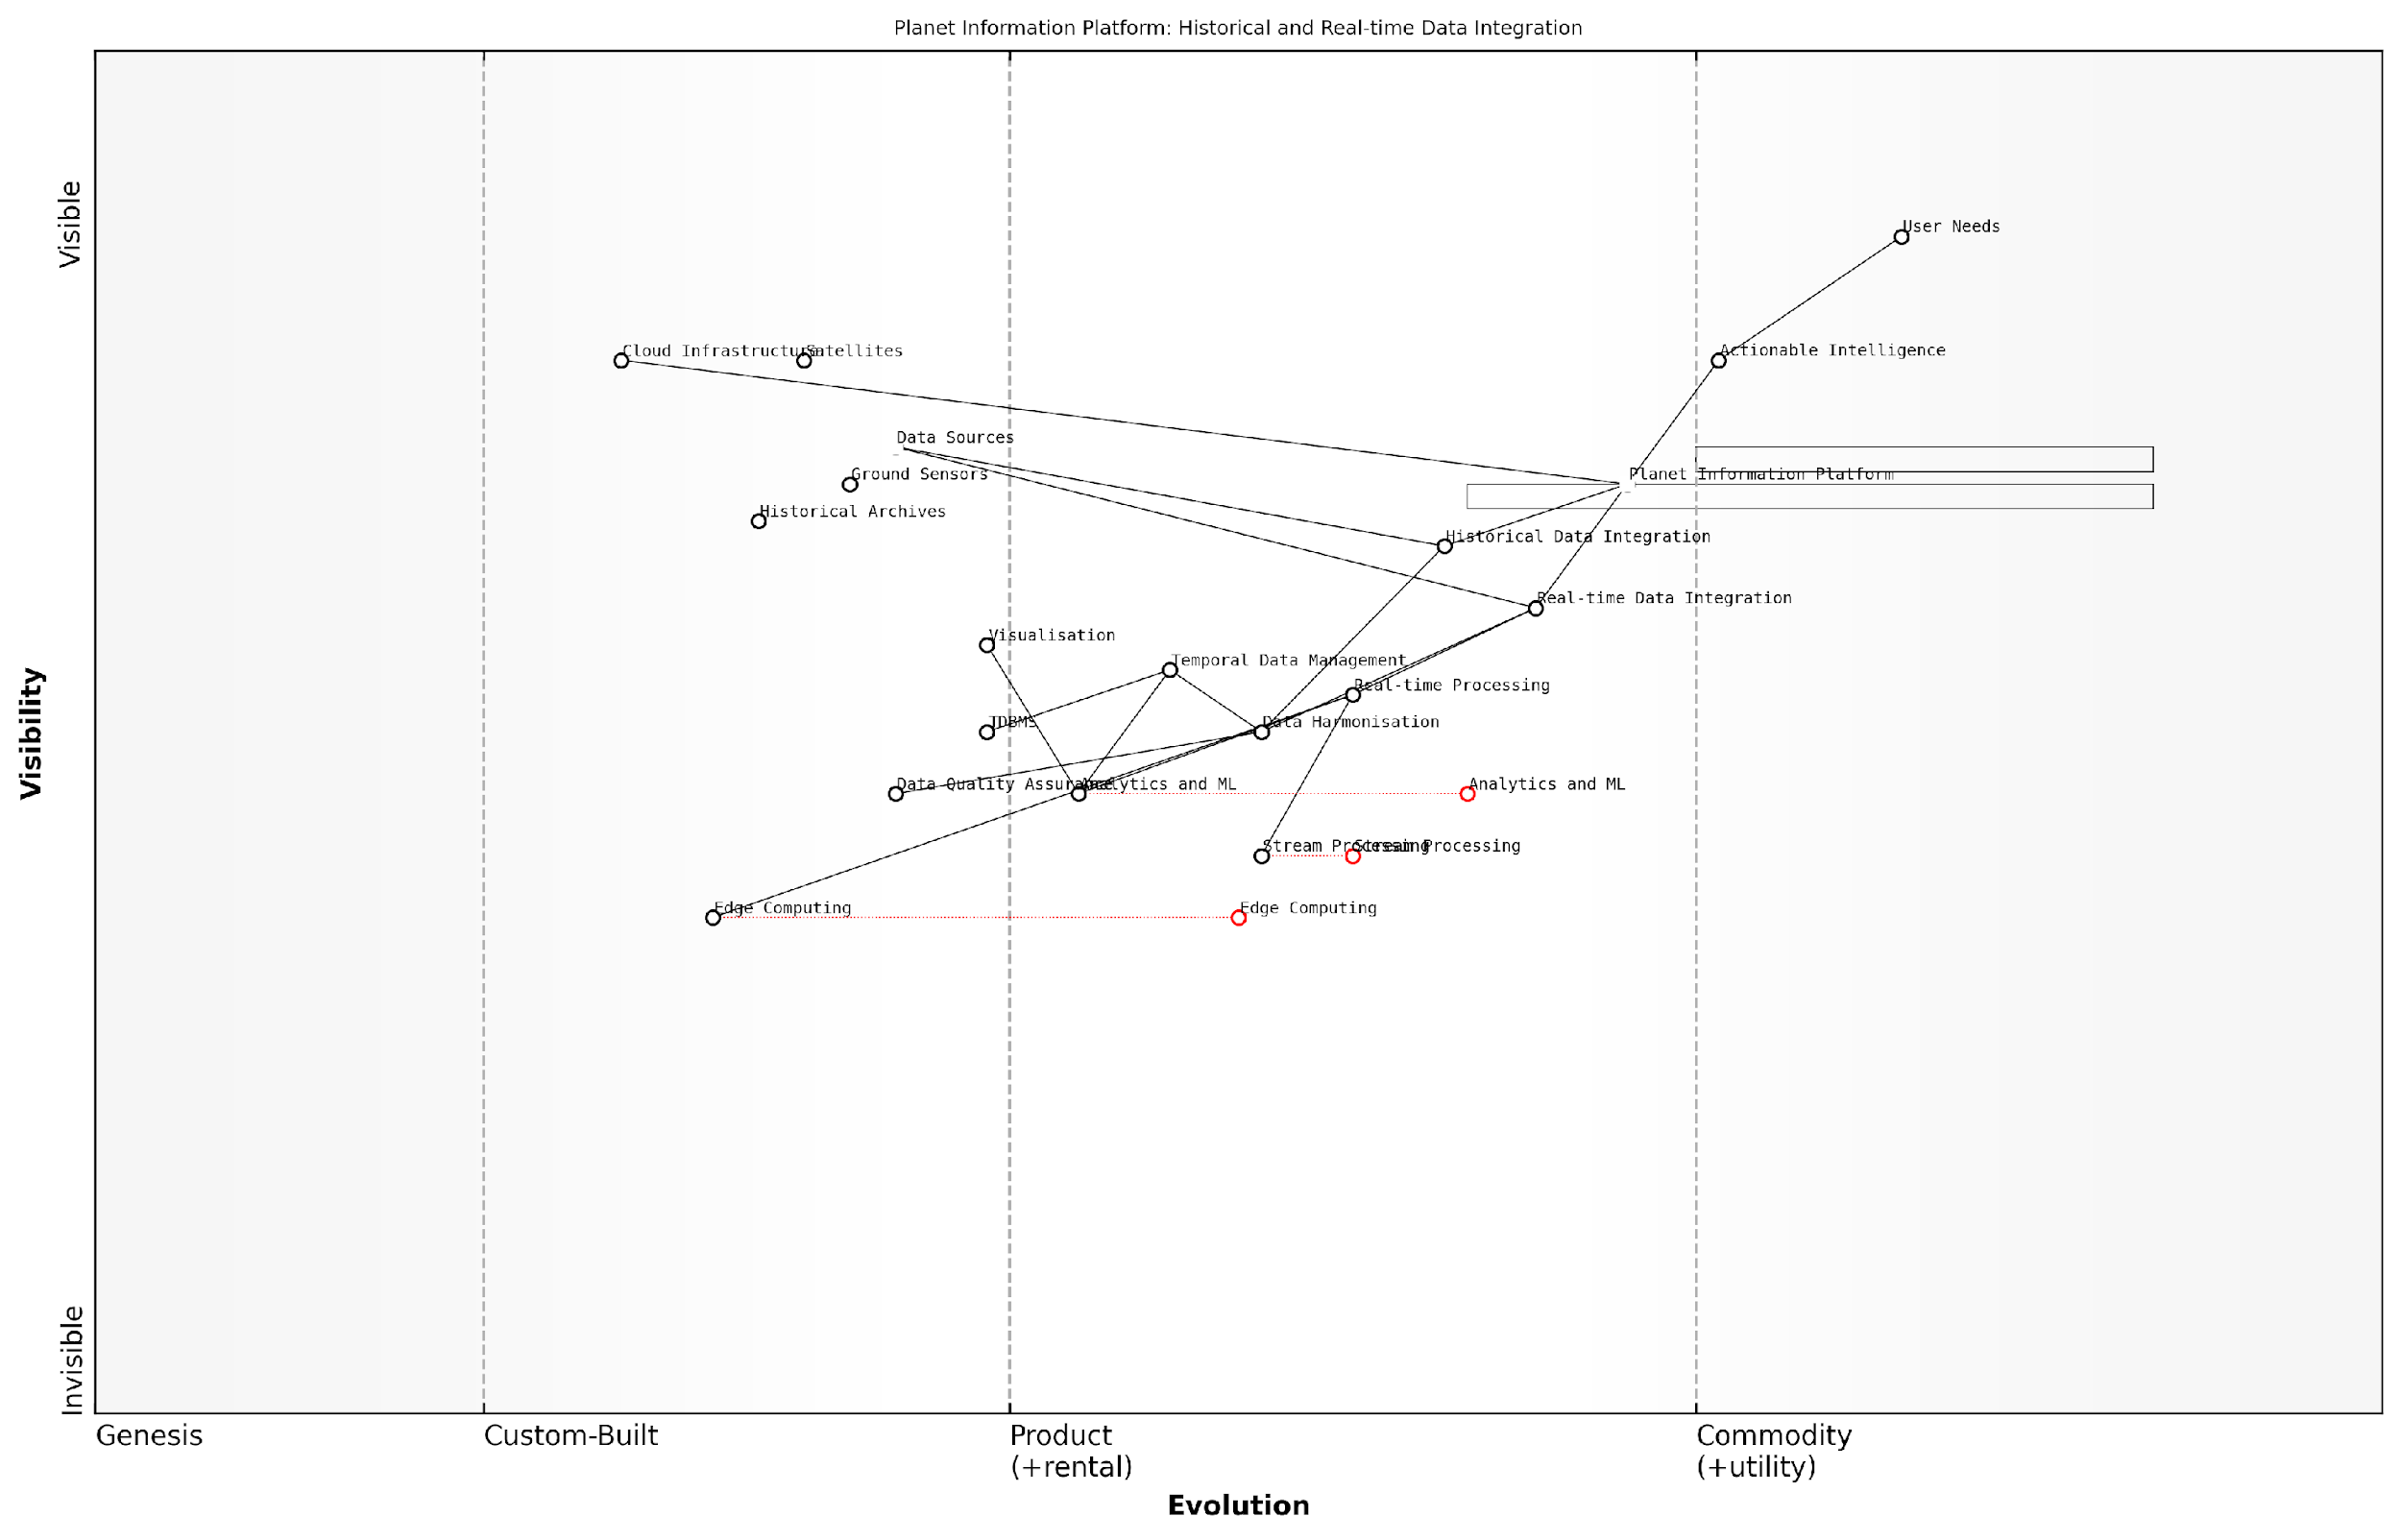 Planet Information Platform: Historical and Real-time Data Integration
Visible
User Needs
Cloud Infrastructure
Satellites
Actionable Intelligence
Data Sources
Ground Sensors
Planet Information Platform
Historical Archives
Historical Data Integration
Real-time Data Integration
Visualisation
Temporal Data Management
Real-time Processing
TDBMS
Data Harmonisation
Data Quality Assurance
Analytics and ML
Analytics and ML
Stream Processing
Stream Processing
Edge Computing
Edge Computing
Visibility
Invisible
Genesis
Custom-Built
Product
(+rental)
Commodity
(+utility)
Evolution